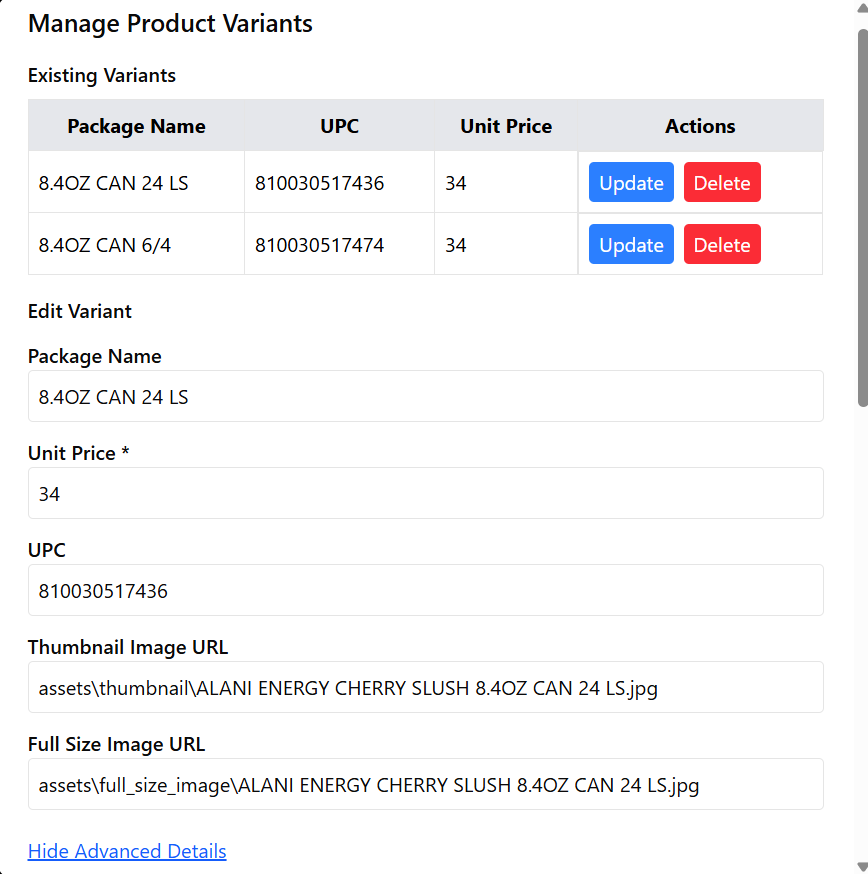 Manage Product Variants
Existing Variants
Package Name UPC Unit Price Actions
8.4OZ CAN 24 LS 810030517436 34 Update Delete
8.4OZ CAN 6/4 810030517474 34 Update Delete
Edit Variant
Package Name
8.4OZ CAN 24 LS
Unit Price *
34
UPC
810030517436
Thumbnail Image URL
assets\thumbnail\ALANI ENERGY CHERRY SLUSH 8.4OZ CAN 24 LS.jpg
Full Size Image URL
assets\full_size_image\ALANI ENERGY CHERRY SLUSH 8.4OZ CAN 24 LS.jpg
Hide Advanced Details